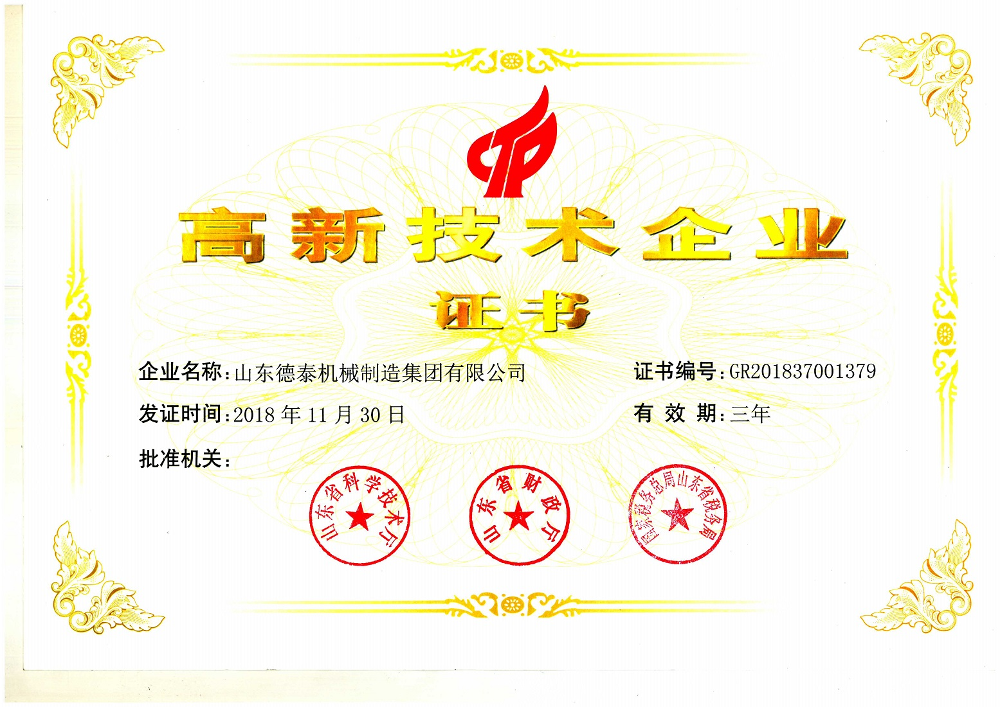 高新技术企业
证书
企业名称:山东德泰机械制造集团有限公司
证书编号:GR201837001379
发证时间:2018年11月30日
有效期:三年
批准机关:
山东省科学技术厅
山东省财政厅
国家税务总局山东省税务局